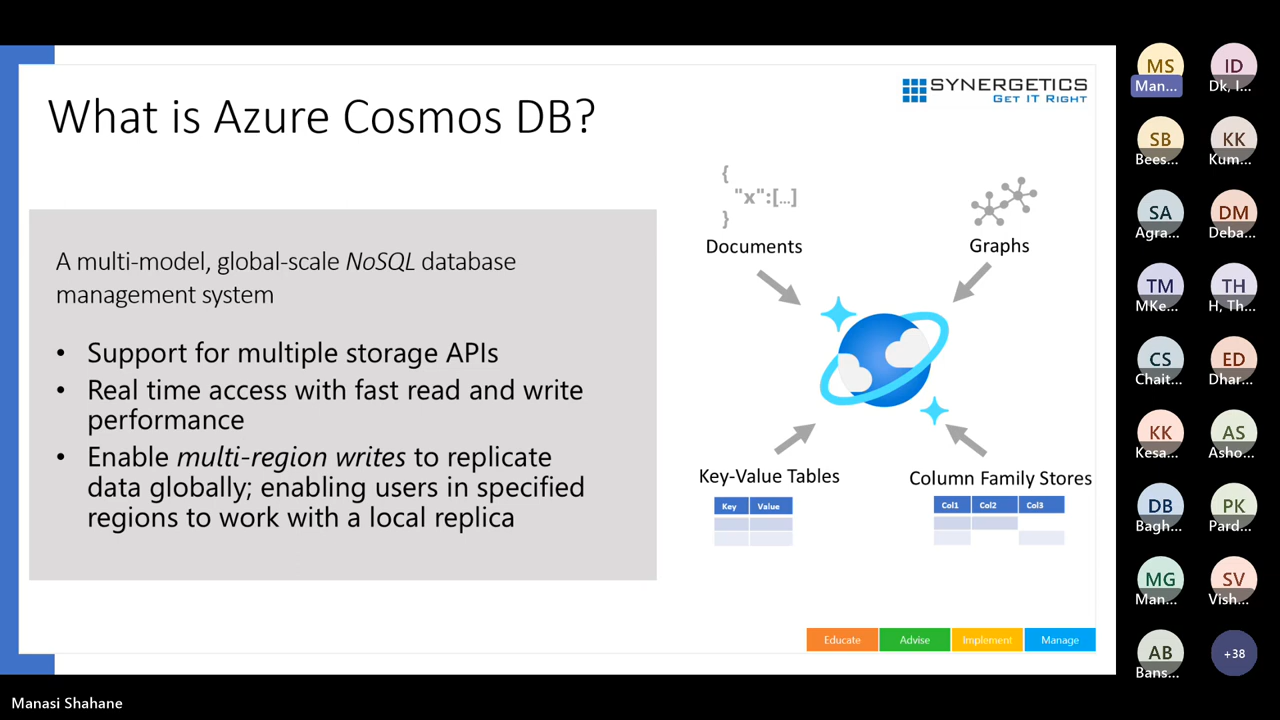 What is Azure Cosmos DB?
SYNERGETICS
GET IT RIGHT
A multi-model, global-scale NoSQL database
management system
• Support for multiple storage APIs
• Real time access with fast read and write
performance
• Enable multi-region writes to replicate
data globally; enabling users in specified
regions to work with a local replica
{
"x":[...]
}
Documents
Graphs
Key-Value Tables
Key Value
Column Family Stores
Col1 Col2 Col3
Educate Advise Implement Manage
MS
Man...
ID
Dk, I...
SB
Bees...
KK
Kum...
SA
Agra...
DM
Deba...
TM
MKe...
TH
H, Th...
CS
Chait...
ED
Dhar...
KK
Kesa...
AS
Asho...
DB
Bagh...
PK
Pard...
MG
Man...
SV
Vish...
AB
Bans...
+38
Manasi Shahane